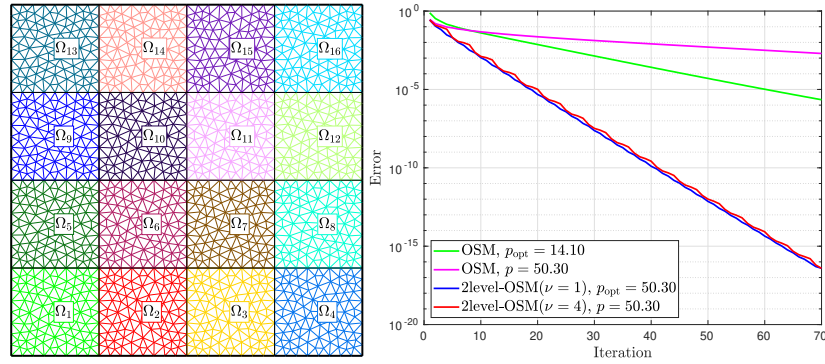 Ω₁₃ Ω₁₄ Ω₁₅ Ω₁₆
Ω₉ Ω₁₀ Ω₁₁ Ω₁₂
Ω₅ Ω₆ Ω₇ Ω₈
Ω₁ Ω₂ Ω₃ Ω₄
10⁰
10⁻⁵
10⁻¹⁰
10⁻¹⁵
10⁻²⁰
Error
OSM, p_opt = 14.10
OSM, p = 50.30
2level-OSM(ν = 1), p_opt = 50.30
2level-OSM(ν = 4), p = 50.30
0 10 20 30 40 50 60 70
Iteration